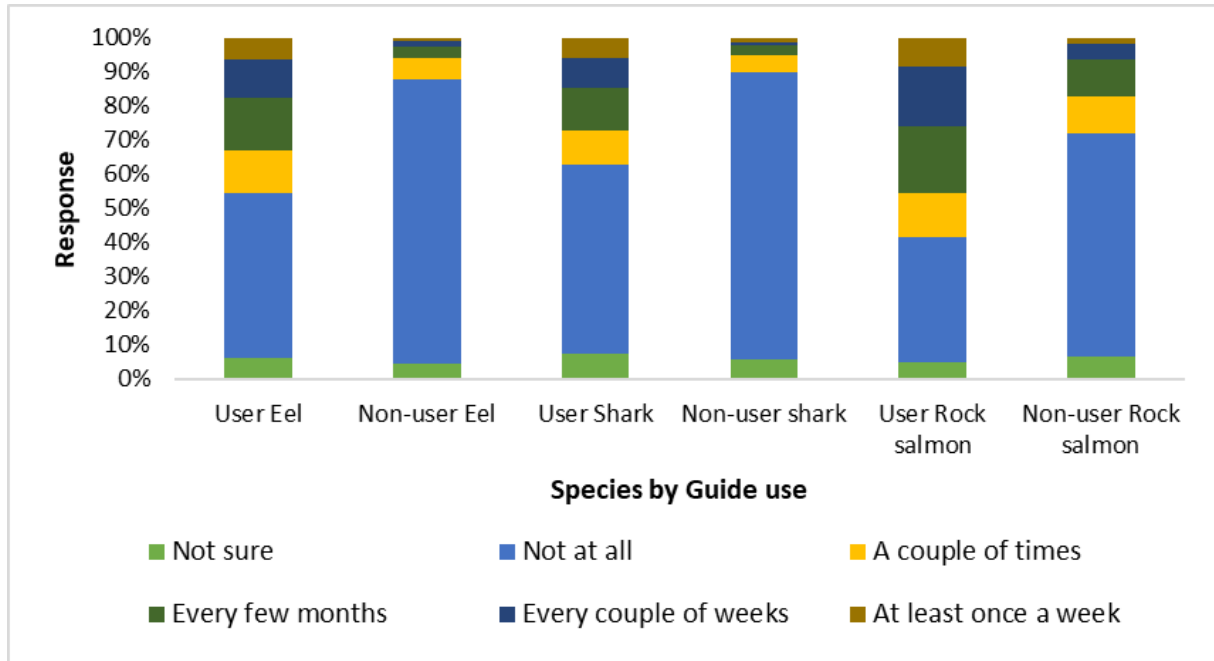 100%
90%
80%
70%
60%
50%
40%
30%
20%
10%
0%
Response
User Eel
Non-user Eel
User Shark
Non-user shark
User Rock
salmon
Non-user Rock
salmon
Species by Guide use
Not sure
Not at all
A couple of times
Every few months
Every couple of weeks
At least once a week